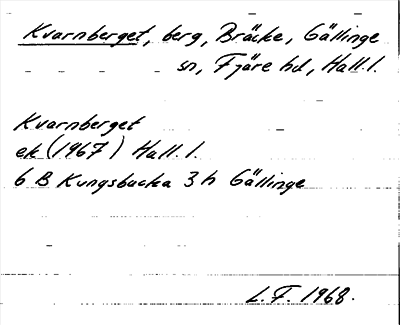 Kvarnberget, berg, Bräcke, Gällinge
sn, Fjäre hd, Hall. l.
Kvarnberget
ek (1967) Hall. l.
6 B Kungsbacka 3 h Gällinge
L. F. 1968.